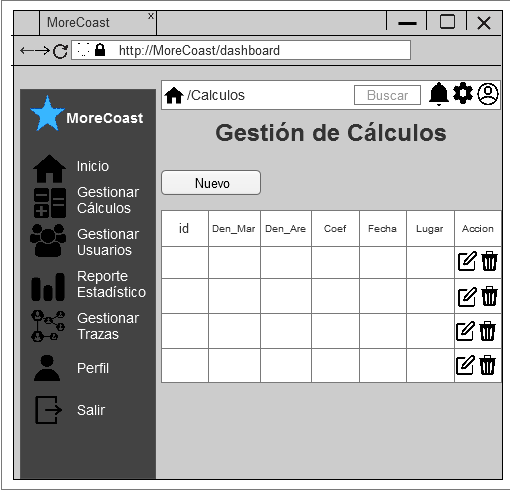 MoreCoast
x
http://MoreCoast/dashboard
MoreCoast
Inicio
Gestionar
Cálculos
Gestionar
Usuarios
Reporte
Estadístico
Gestionar
Trazas
Perfil
Salir
/Calculos
Buscar
Gestión de Cálculos
Nuevo
id Den_Mar Den_Are Coef Fecha Lugar Accion